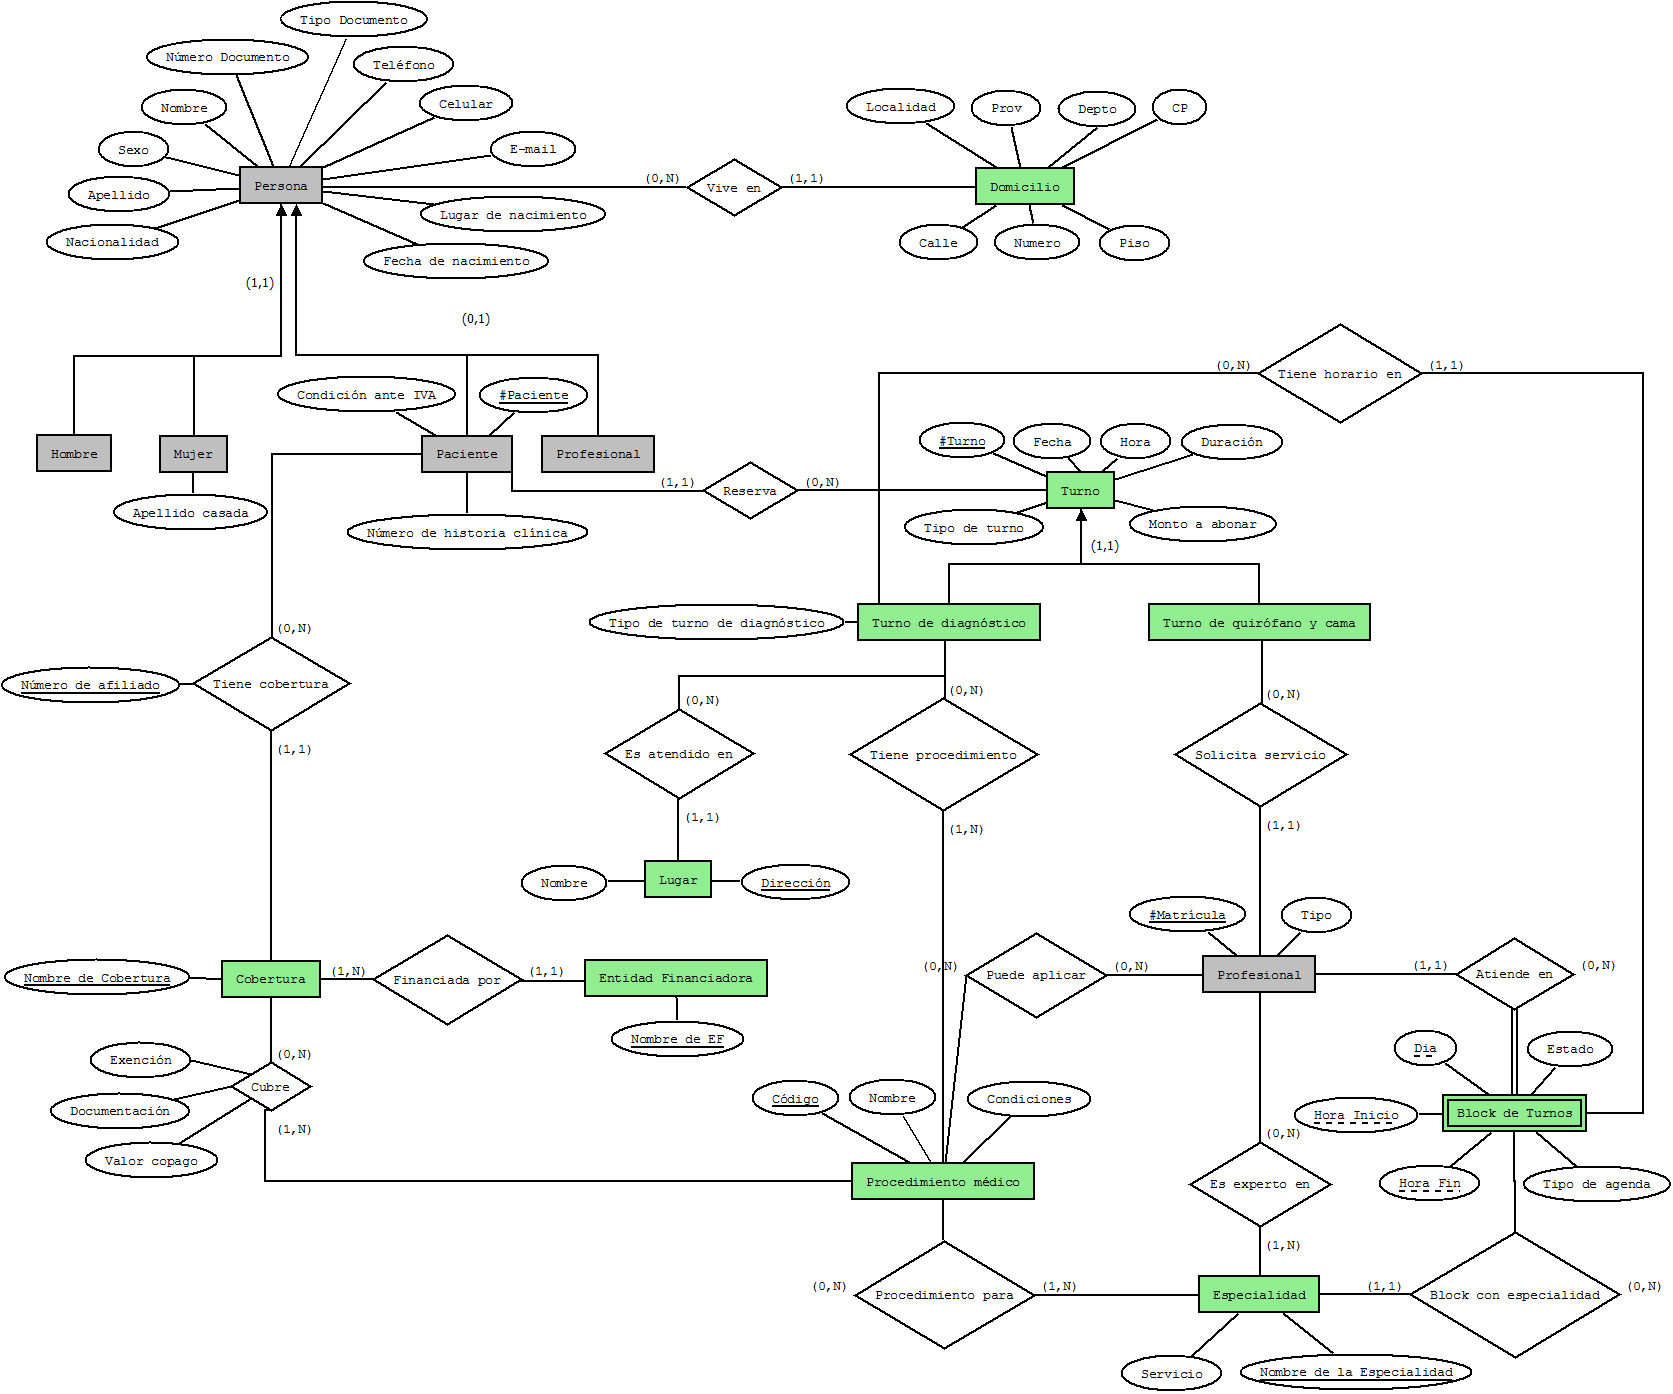 Tipo Documento
Número Documento
Teléfono
Nombre
Celular
Sexo
E-mail
Apellido
Persona
Lugar de nacimiento
Nacionalidad
Fecha de nacimiento
(0,N)
Vive en
(1,1)
Localidad
Prov
Depto
CP
Domicilio
Calle
Numero
Piso
(1,1)
(0,1)
Hombre
Mujer
Apellido casada
Condición ante IVA
#Paciente
Paciente
Profesional
Número de historia clínica
(1,1)
Reserva
(0,N)
(0,N)
Tiene horario en
(1,1)
#Turno
Fecha
Hora
Duración
Turno
Tipo de turno
Monto a abonar
(1,1)
Tipo de turno de diagnóstico
Turno de diagnóstico
Turno de quirófano y cama
(0,N)
Número de afiliado
Tiene cobertura
(1,1)
(0,N)
Es atendido en
(1,1)
(0,N)
Tiene procedimiento
(1,N)
(0,N)
Solicita servicio
(1,1)
Nombre
Lugar
Dirección
#Matrícula
Tipo
Nombre de Cobertura
Cobertura
(1,N)
Financiada por
(1,1)
Entidad Financiadora
Nombre de EF
(0,N)
Puede aplicar
(0,N)
Profesional
(1,1)
Atiende en
(0,N)
Exención
(0,N)
Cubre
Documentación
(1,N)
Valor copago
Código
Nombre
Condiciones
Procedimiento médico
Dia
Estado
Hora Inicio
Block de Turnos
Hora Fin
Tipo de agenda
(0,N)
Es experto en
(1,N)
(0,N)
Procedimiento para
(1,N)
Especialidad
(1,1)
Block con especialidad
(0,N)
Servicio
Nombre de la Especialidad